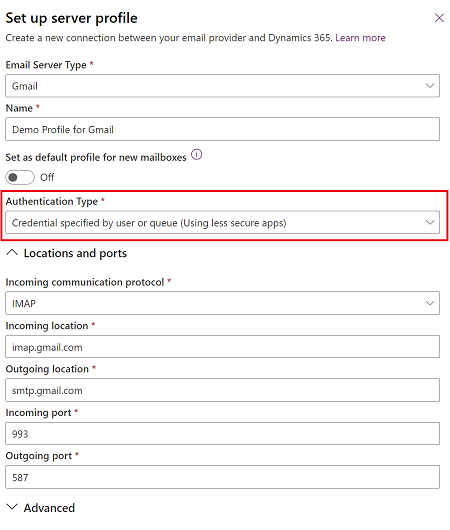 Set up server profile
Create a new connection between your email provider and Dynamics 365. Learn more
Email Server Type *
Gmail
Name *
Demo Profile for Gmail
Set as default profile for new mailboxes
Off
Authentication Type *
Credential specified by user or queue (Using less secure apps)
Locations and ports
Incoming communication protocol *
IMAP
Incoming location *
imap.gmail.com
Outgoing location *
smtp.gmail.com
Incoming port *
993
Outgoing port *
587
Advanced